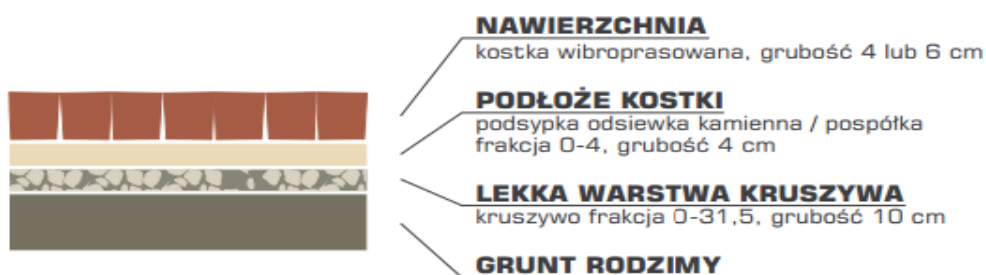 NAWIERZCHNIA
kostka wibroprasowana, grubość 4 lub 6 cm
PODŁOŻE KOSTKI
podsypka odsiewka kamienna / pospółka
frakcja 0-4, grubość 4 cm
LEKKA WARSTWA KRUSZYWA
kruszywo frakcja 0-31,5, grubość 10 cm
GRUNT RODZIMY